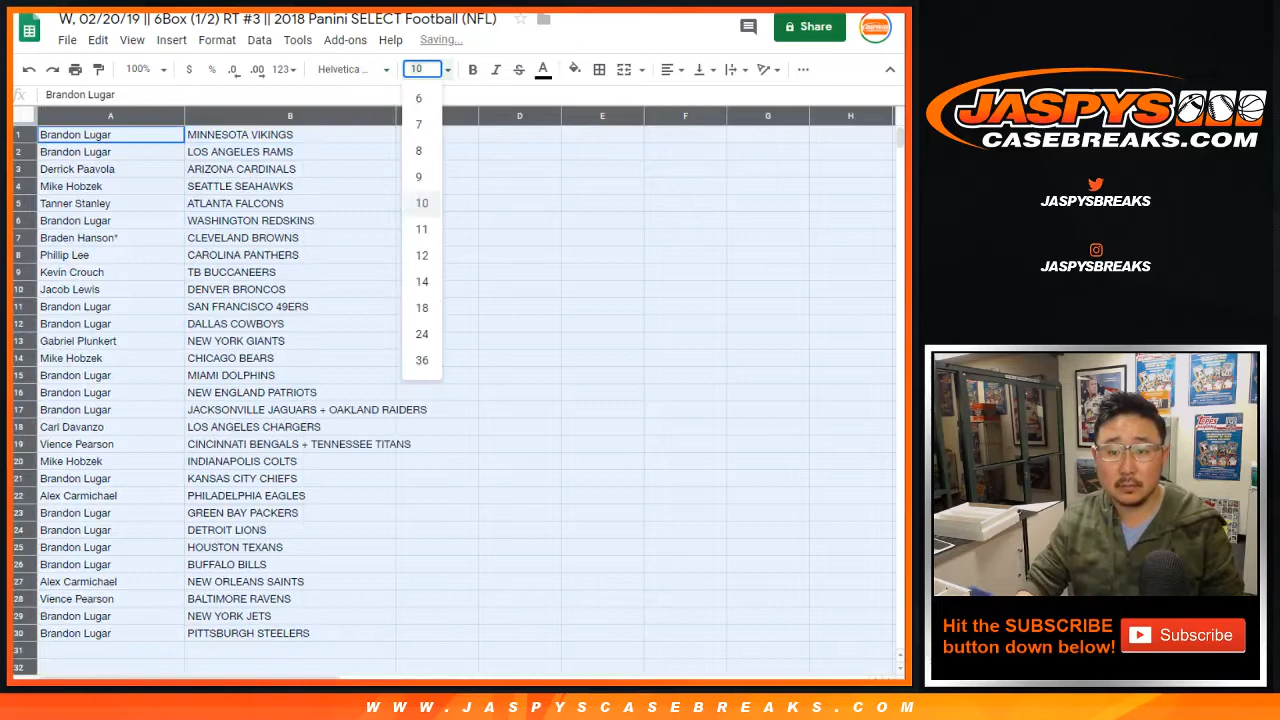 W, 02/20/19 || 6Box (1/2) RT #3 || 2018 Panini SELECT Football (NFL)
File Edit View Insert Format Data Tools Add-ons Help Saving...
Share
100% $ % .0 .00 123 Helvetica ... 10 B I S A
fx Brandon Lugar
A B D E F G H
1 Brandon Lugar MINNESOTA VIKINGS
2 Brandon Lugar LOS ANGELES RAMS
3 Derrick Paavola ARIZONA CARDINALS
4 Mike Hobzek SEATTLE SEAHAWKS
5 Tanner Stanley ATLANTA FALCONS
6 Brandon Lugar WASHINGTON REDSKINS
7 Braden Hanson* CLEVELAND BROWNS
8 Phillip Lee CAROLINA PANTHERS
9 Kevin Crouch TB BUCCANEERS
10 Jacob Lewis DENVER BRONCOS
11 Brandon Lugar SAN FRANCISCO 49ERS
12 Brandon Lugar DALLAS COWBOYS
13 Gabriel Plunkert NEW YORK GIANTS
14 Mike Hobzek CHICAGO BEARS
15 Brandon Lugar MIAMI DOLPHINS
16 Brandon Lugar NEW ENGLAND PATRIOTS
17 Brandon Lugar JACKSONVILLE JAGUARS + OAKLAND RAIDERS
18 Carl Davanzo LOS ANGELES CHARGERS
19 Vience Pearson CINCINNATI BENGALS + TENNESSEE TITANS
20 Mike Hobzek INDIANAPOLIS COLTS
21 Brandon Lugar KANSAS CITY CHIEFS
22 Alex Carmichael PHILADELPHIA EAGLES
23 Brandon Lugar GREEN BAY PACKERS
24 Brandon Lugar DETROIT LIONS
25 Brandon Lugar HOUSTON TEXANS
26 Brandon Lugar BUFFALO BILLS
27 Alex Carmichael NEW ORLEANS SAINTS
28 Vience Pearson BALTIMORE RAVENS
29 Brandon Lugar NEW YORK JETS
30 Brandon Lugar PITTSBURGH STEELERS
31
32
6
7
8
9
10
11
12
14
18
24
36
JASPYS
CASEBREAKS.COM
JASPYSBREAKS
JASPYSBREAKS
topps
Hit the SUBSCRIBE
button down below!
Subscribe
WWW.JASPYSCASEBREAKS.COM